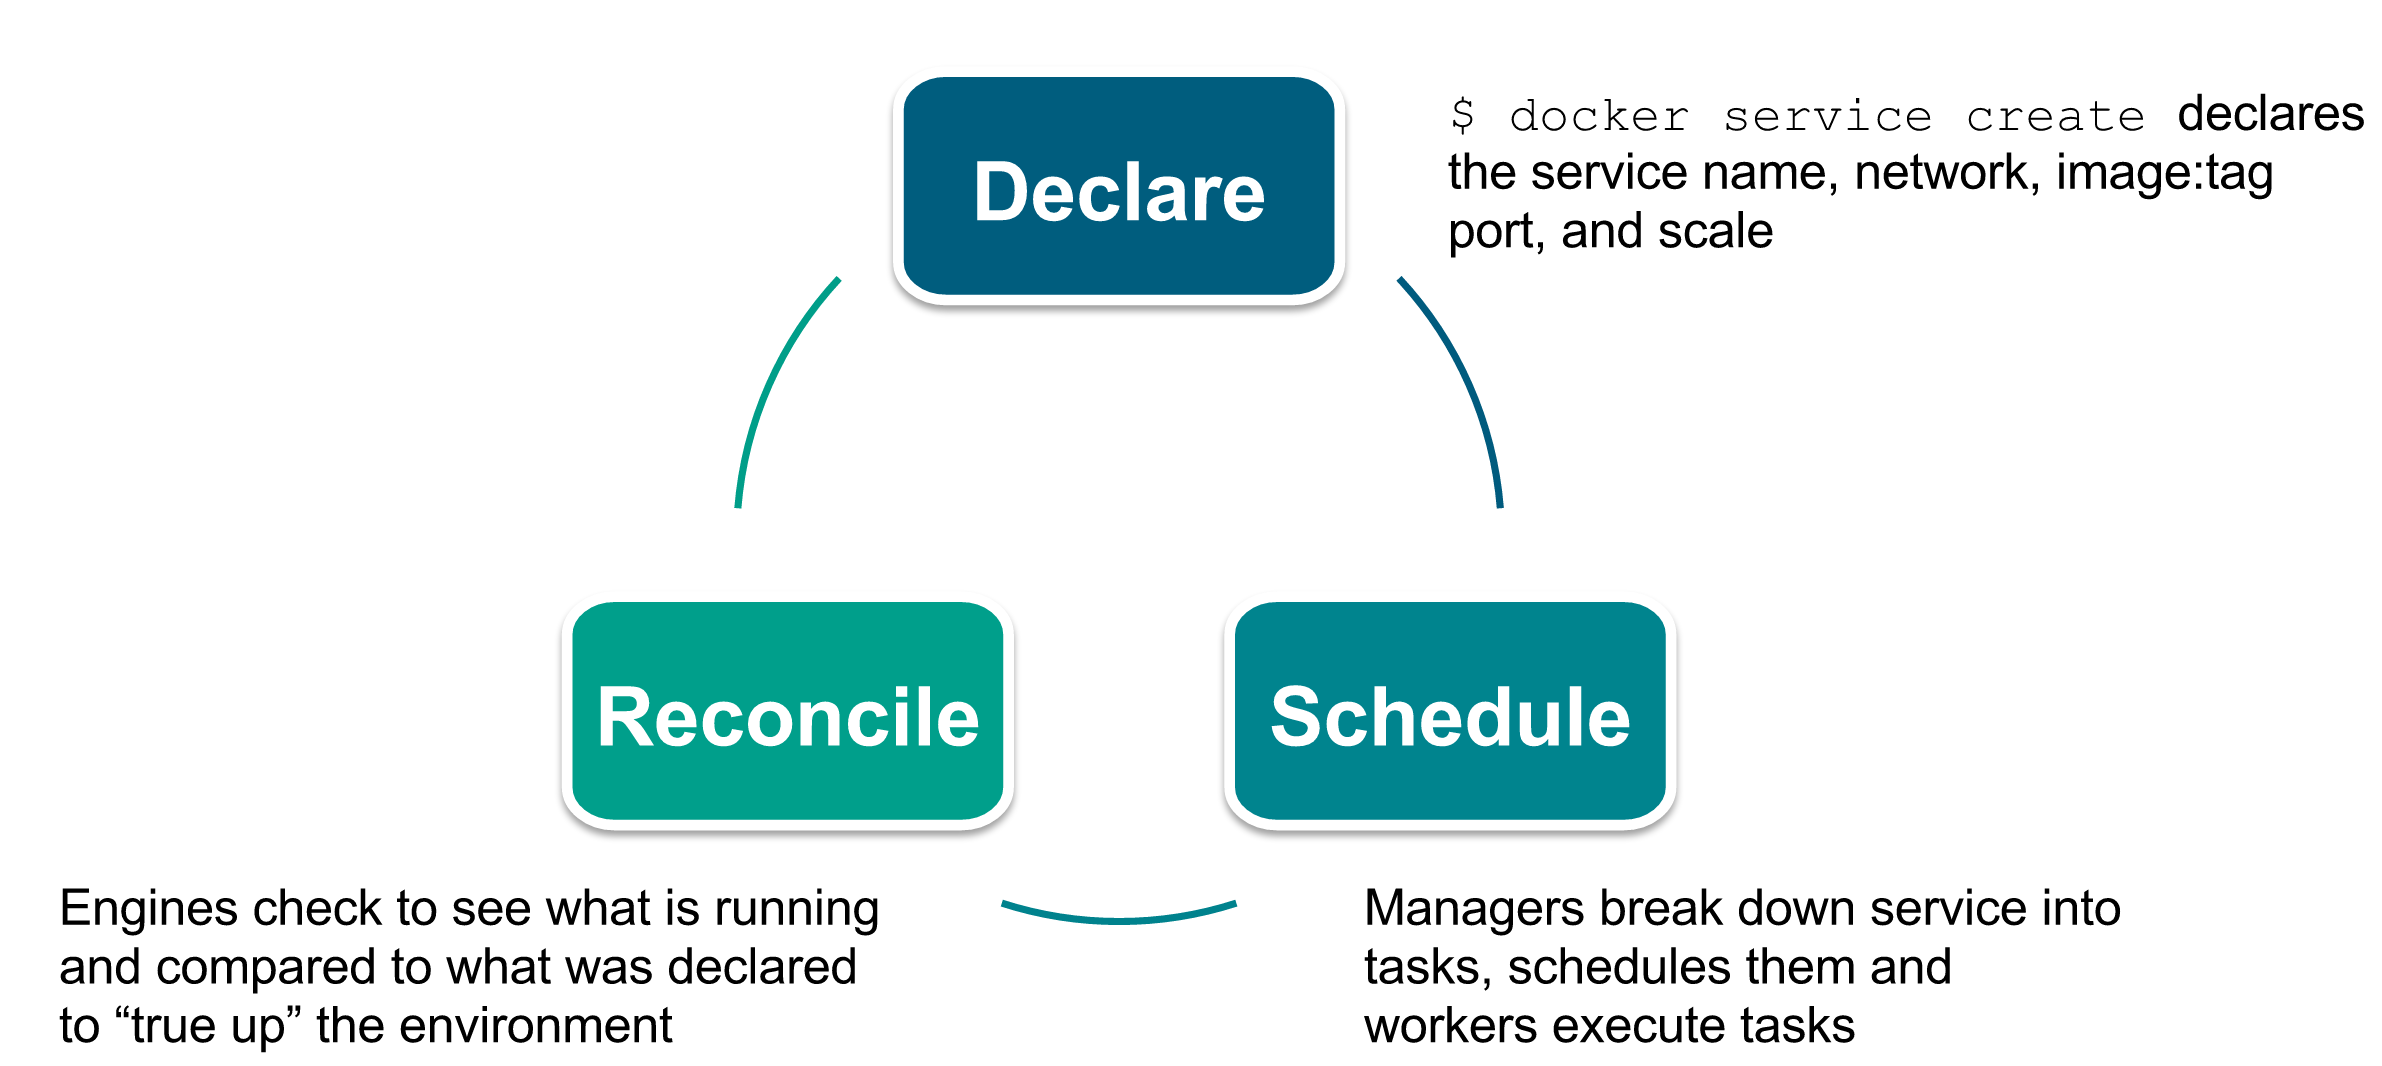 Declare
$ docker service create declares
the service name, network, image:tag
port, and scale
Reconcile
Schedule
Engines check to see what is running
and compared to what was declared
to “true up” the environment
Managers break down service into
tasks, schedules them and
workers execute tasks